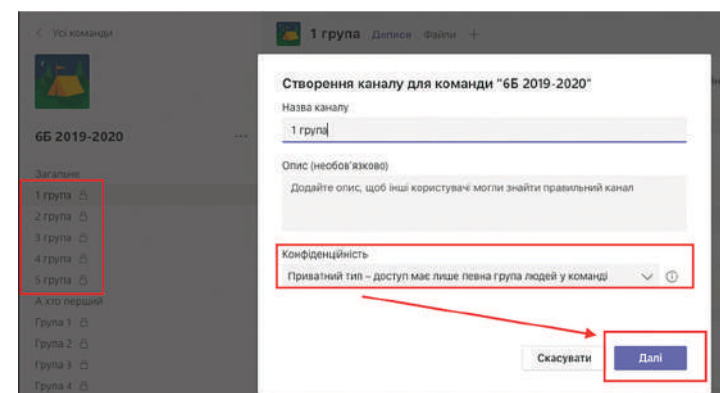 Усі команди
6Б 2019-2020
Загальне
1 група
2 група
3 група
4 група
5 група
А хто перший
Група 1
Група 2
Група 3
Група 4
1 група Дописи Файли +
Створення каналу для команди "6Б 2019-2020"
Назва каналу
1 група
Опис (необов'язково)
Додайте опис, щоб інші користувачі могли знайти правильний канал
Конфіденційність
Приватний тип – доступ має лише певна група людей у команді
Скасувати
Далі